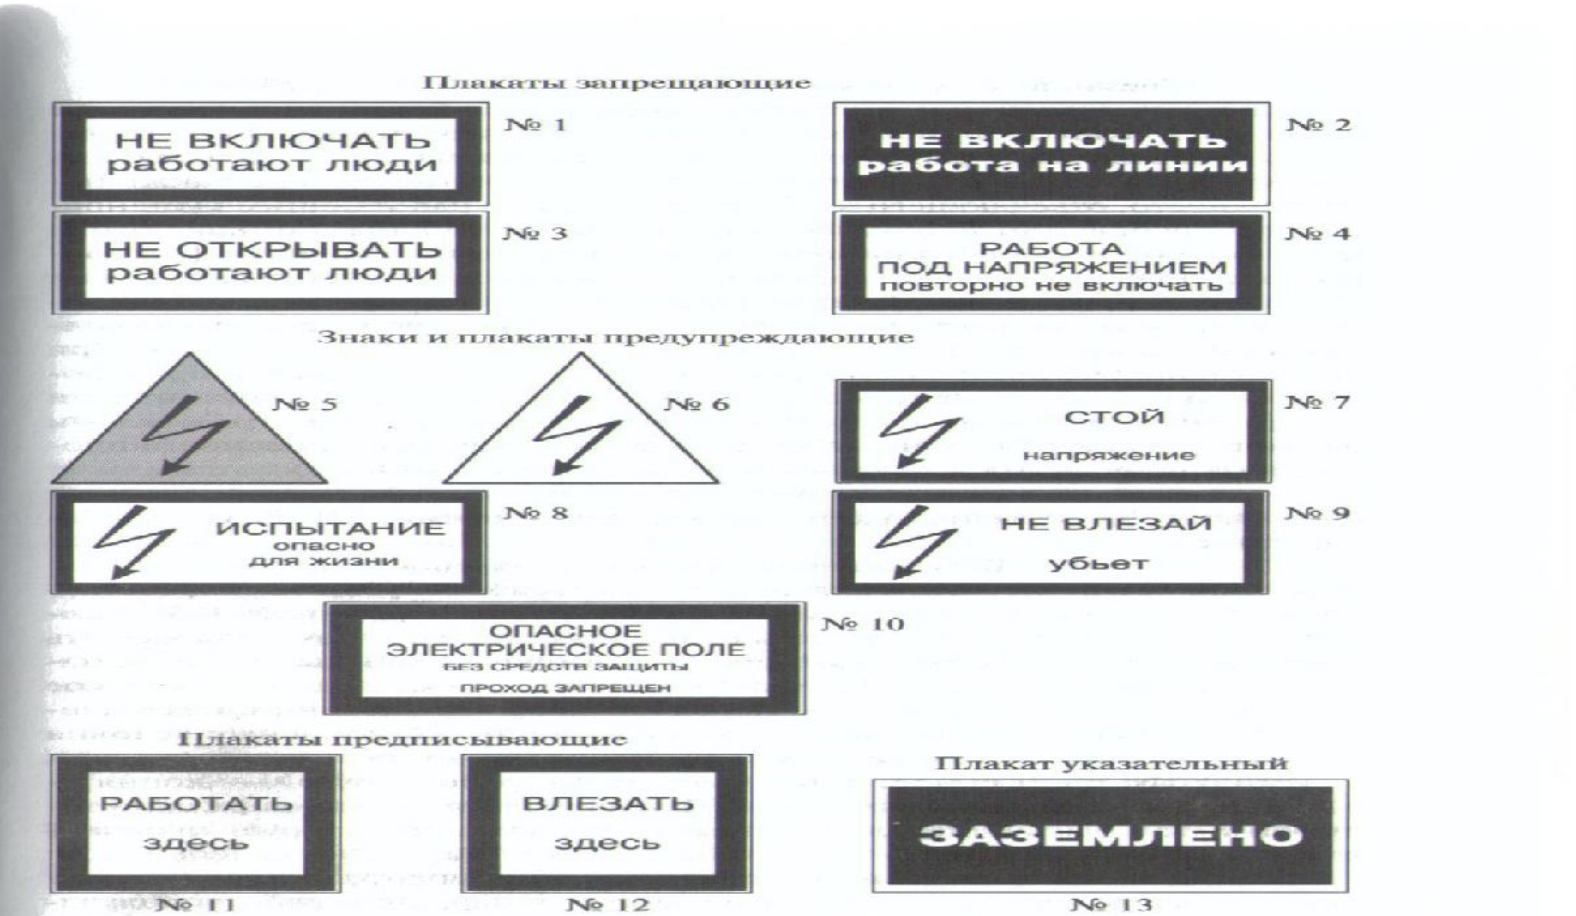 Плакаты запрещающие
НЕ ВКЛЮЧАТЬ
работают люди
№ 1
НЕ ВКЛЮЧАТЬ
работа на линии
№ 2
НЕ ОТКРЫВАТЬ
работают люди
№ 3
РАБОТА
ПОД НАПРЯЖЕНИЕМ
повторно не включать
№ 4
Знаки и плакаты предупреждающие
№ 5
№ 6
СТОЙ
напряжение
№ 7
ИСПЫТАНИЕ
опасно
для жизни
№ 8
НЕ ВЛЕЗАЙ
убьет
№ 9
ОПАСНОЕ
ЭЛЕКТРИЧЕСКОЕ ПОЛЕ
БЕЗ СРЕДСТВ ЗАЩИТЫ
ПРОХОД ЗАПРЕЩЕН
№ 10
Плакаты предписывающие
РАБОТАТЬ
здесь
№ 11
ВЛЕЗАТЬ
здесь
№ 12
Плакат указательный
ЗАЗЕМЛЕНО
№ 13